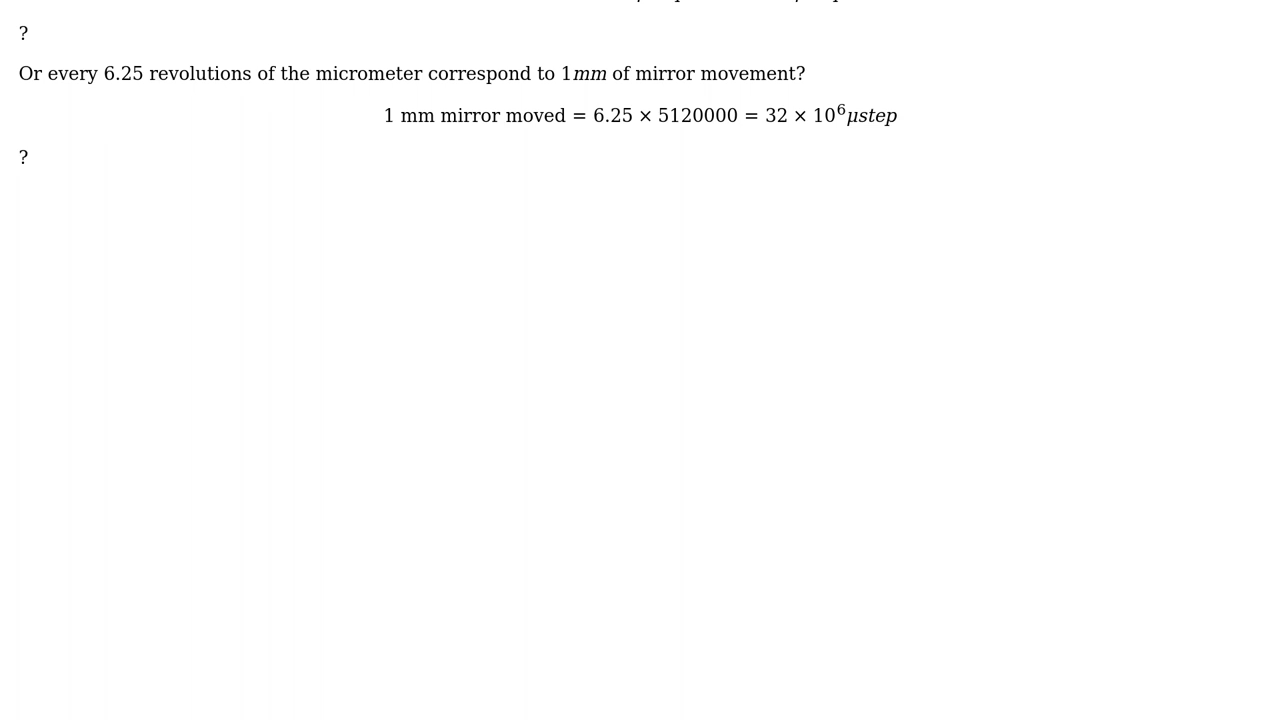 ?
Or every 6.25 revolutions of the micrometer correspond to 1mm of mirror movement?
1 mm mirror moved = 6.25 × 5120000 = 32 × 10⁶μstep
?